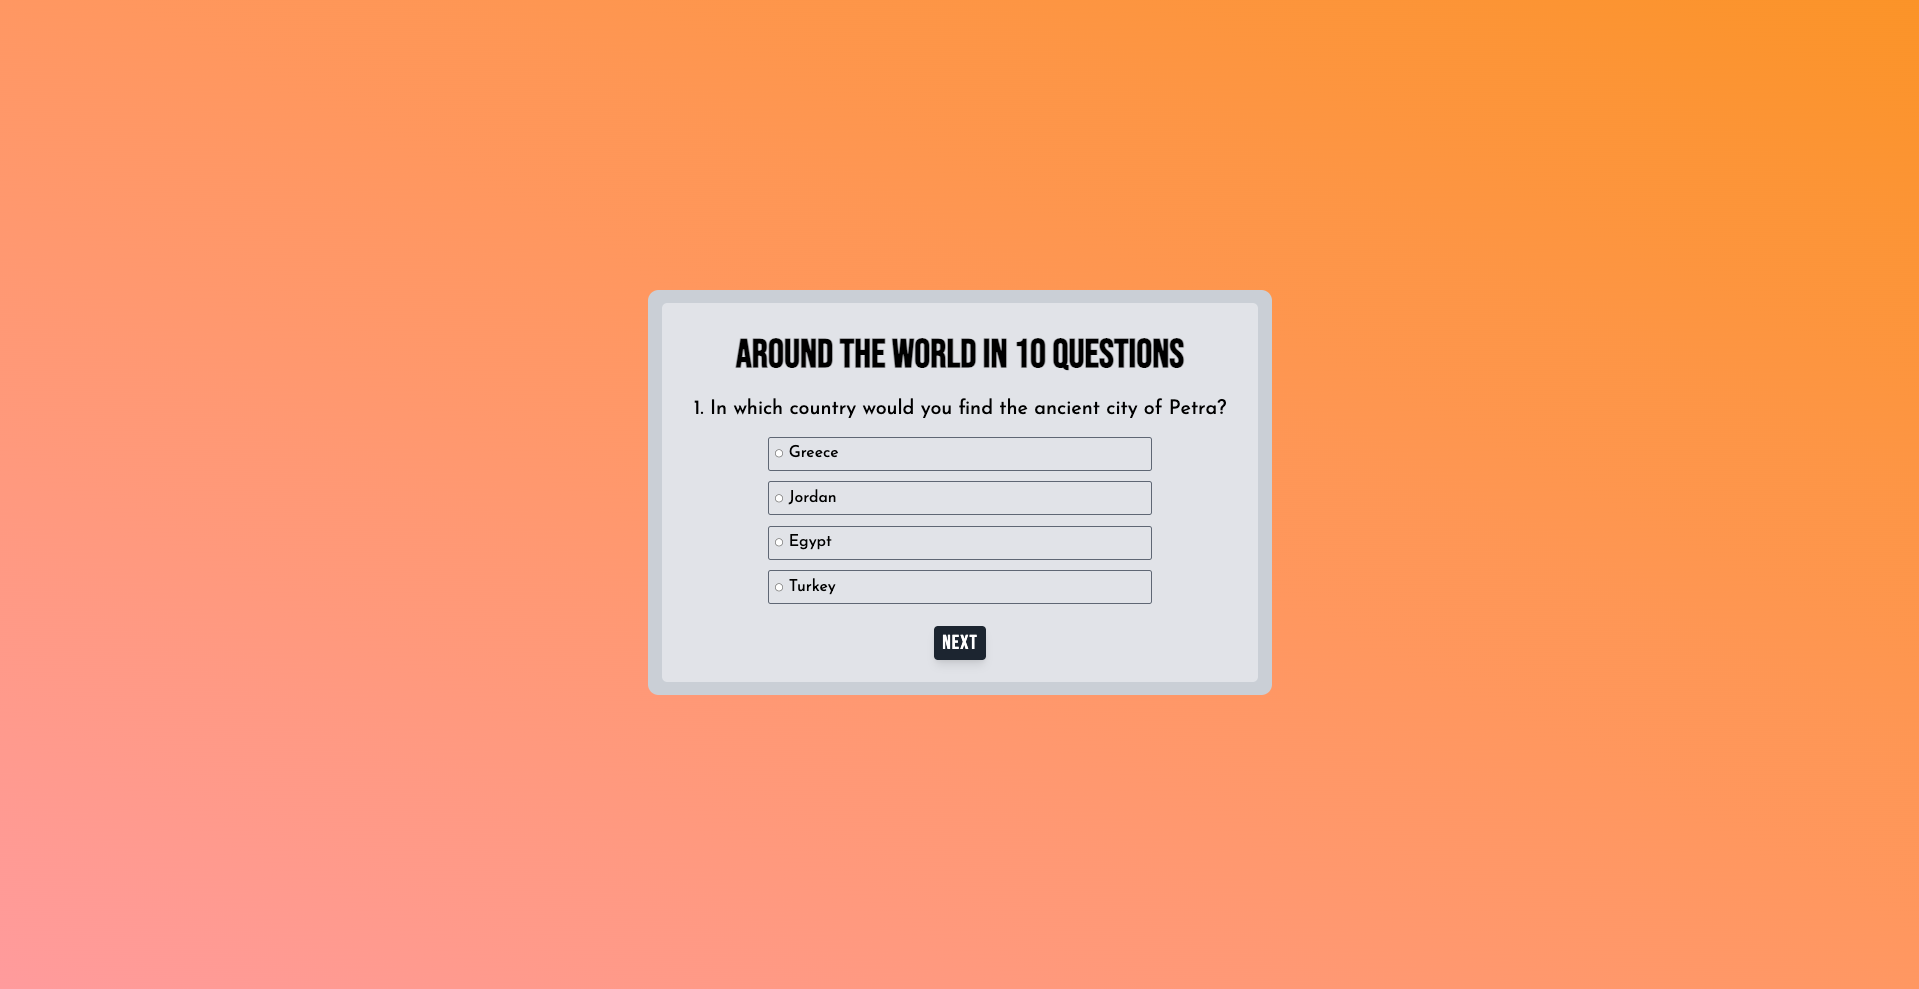 AROUND THE WORLD IN 10 QUESTIONS
1. In which country would you find the ancient city of Petra?
Greece
Jordan
Egypt
Turkey
NEXT